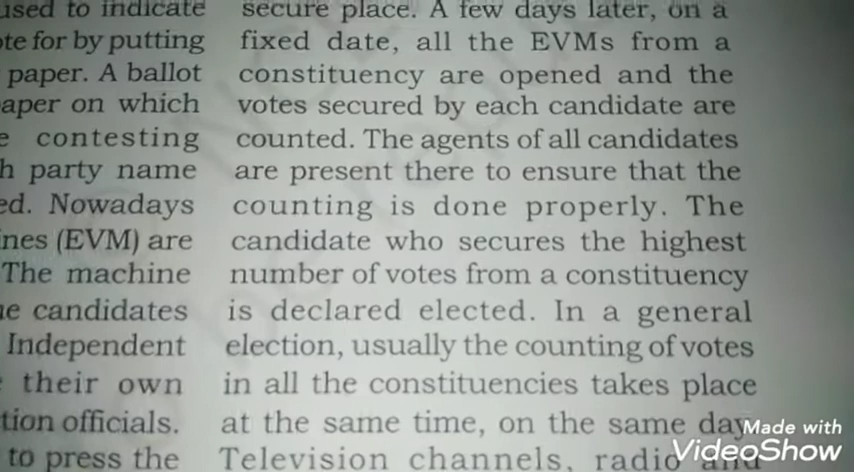 used to indicate
ote for by putting
paper. A ballot
aper on which
e contesting
h party name
ed. Nowadays
ines (EVM) are
The machine
ne candidates
Independent
their own
tion officials.
to press the
secure place. A few days later, on a
fixed date, all the EVMs from a
constituency are opened and the
votes secured by each candidate are
counted. The agents of all candidates
are present there to ensure that the
counting is done properly. The
candidate who secures the highest
number of votes from a constituency
is declared elected. In a general
election, usually the counting of votes
in all the constituencies takes place
at the same time, on the same day.
Television channels, radio and
Made with
VideoShow